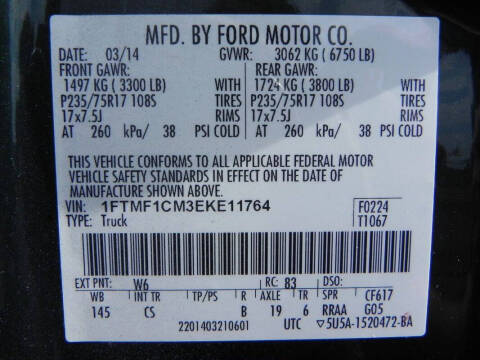 MFD. BY FORD MOTOR CO.
DATE: 03/14 GVWR: 3062 KG (6750 LB)
FRONT GAWR: REAR GAWR:
1497 KG (3300 LB) WITH 1724 KG (3800 LB) WITH
P235/75R17 108S TIRES P235/75R17 108S TIRES
17x7.5J RIMS 17x7.5J RIMS
AT 260 kPa/ 38 PSI COLD AT 260 kPa/ 38 PSI COLD
THIS VEHICLE CONFORMS TO ALL APPLICABLE FEDERAL MOTOR
VEHICLE SAFETY STANDARDS IN EFFECT ON THE DATE OF
MANUFACTURE SHOWN ABOVE.
VIN: 1FTMF1CM3EKE11764 F0224
TYPE: Truck T1067
EXT PNT: W6 RC: 83 DSO:
WB INT TR TP/PS R AXLE TR SPR CF617
145 CS B 19 6 RRAA G05
2201403210601 UTC ▽5U5A-1520472-BA